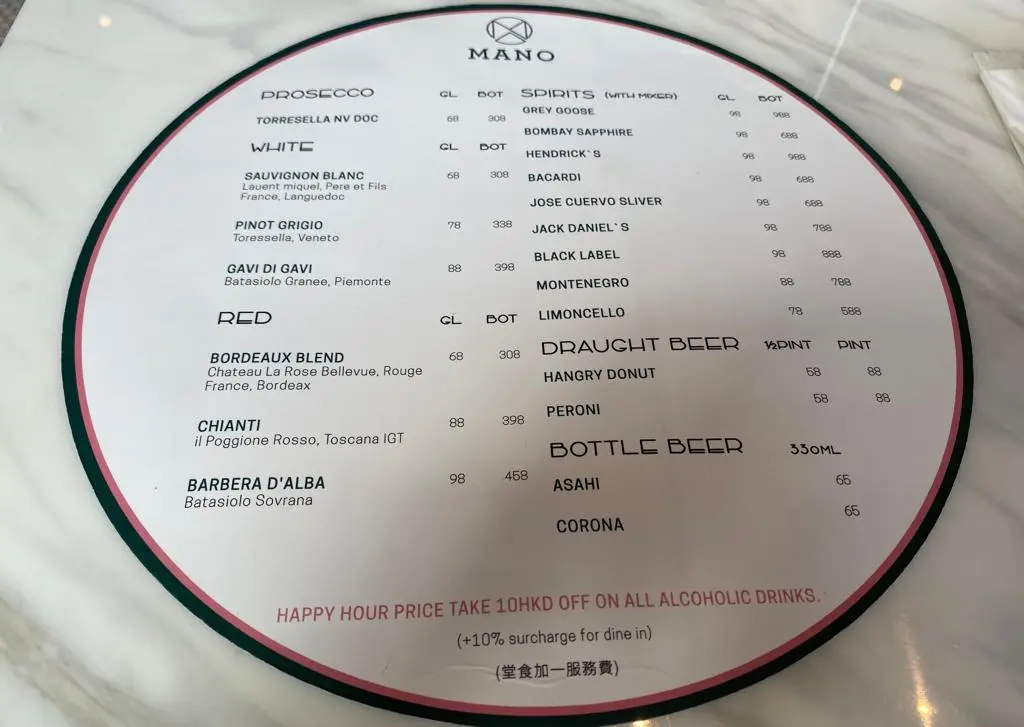 MANO
PROSECCO GL BOT
TORRESELLA NV DOC 68 308
WHITE GL BOT
SAUVIGNON BLANC 68 308
Lauent miquel, Pere et Fils
France, Languedoc
PINOT GRIGIO 78 338
Toressella, Veneto
GAVI DI GAVI 88 398
Batasiolo Granee, Piemonte
RED GL BOT
BORDEAUX BLEND 68 308
Chateau La Rose Bellevue, Rouge
France, Bordeax
CHIANTI 88 398
il Poggione Rosso, Toscana IGT
BARBERA D'ALBA 98 458
Batasiolo Sovrana
SPIRITS (WITH MIXER) GL BOT
GREY GOOSE 98 988
BOMBAY SAPPHIRE 98 688
HENDRICK`S 98 988
BACARDI 98 688
JOSE CUERVO SLIVER 98 688
JACK DANIEL`S 98 788
BLACK LABEL 98 888
MONTENEGRO 88 788
LIMONCELLO 78 588
DRAUGHT BEER ½PINT PINT
HANGRY DONUT 58 88
PERONI 58 88
BOTTLE BEER 330ML
ASAHI 65
CORONA 65
HAPPY HOUR PRICE TAKE 10HKD OFF ON ALL ALCOHOLIC DRINKS.
(+10% surcharge for dine in)
(堂食加一服務費)